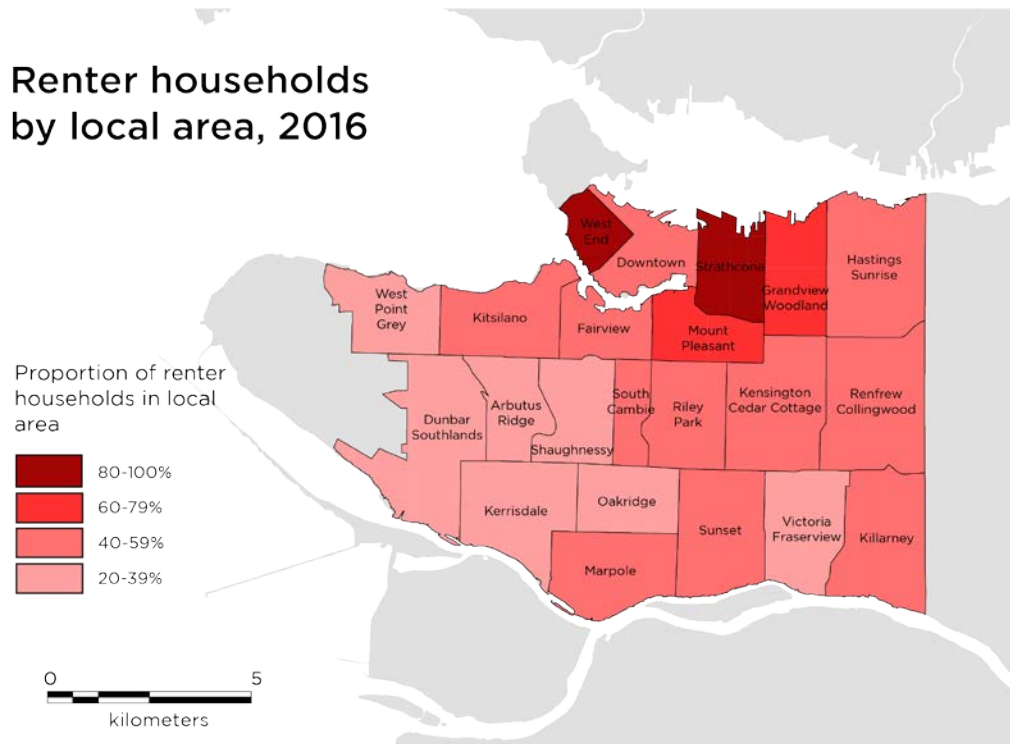 Renter households
by local area, 2016
West
End
Downtown
Strathcona
Grandview
Woodland
Hastings
Sunrise
West
Point
Grey
Kitsilano
Fairview
Mount
Pleasant
Proportion of renter
households in local
area
80-100%
60-79%
40-59%
20-39%
Dunbar
Southlands
Arbutus
Ridge
Shaughnessy
South
Cambie
Riley
Park
Kensington
Cedar Cottage
Renfrew
Collingwood
Kerrisdale
Oakridge
Marpole
Sunset
Victoria
Fraserview
Killarney
0 5
kilometers